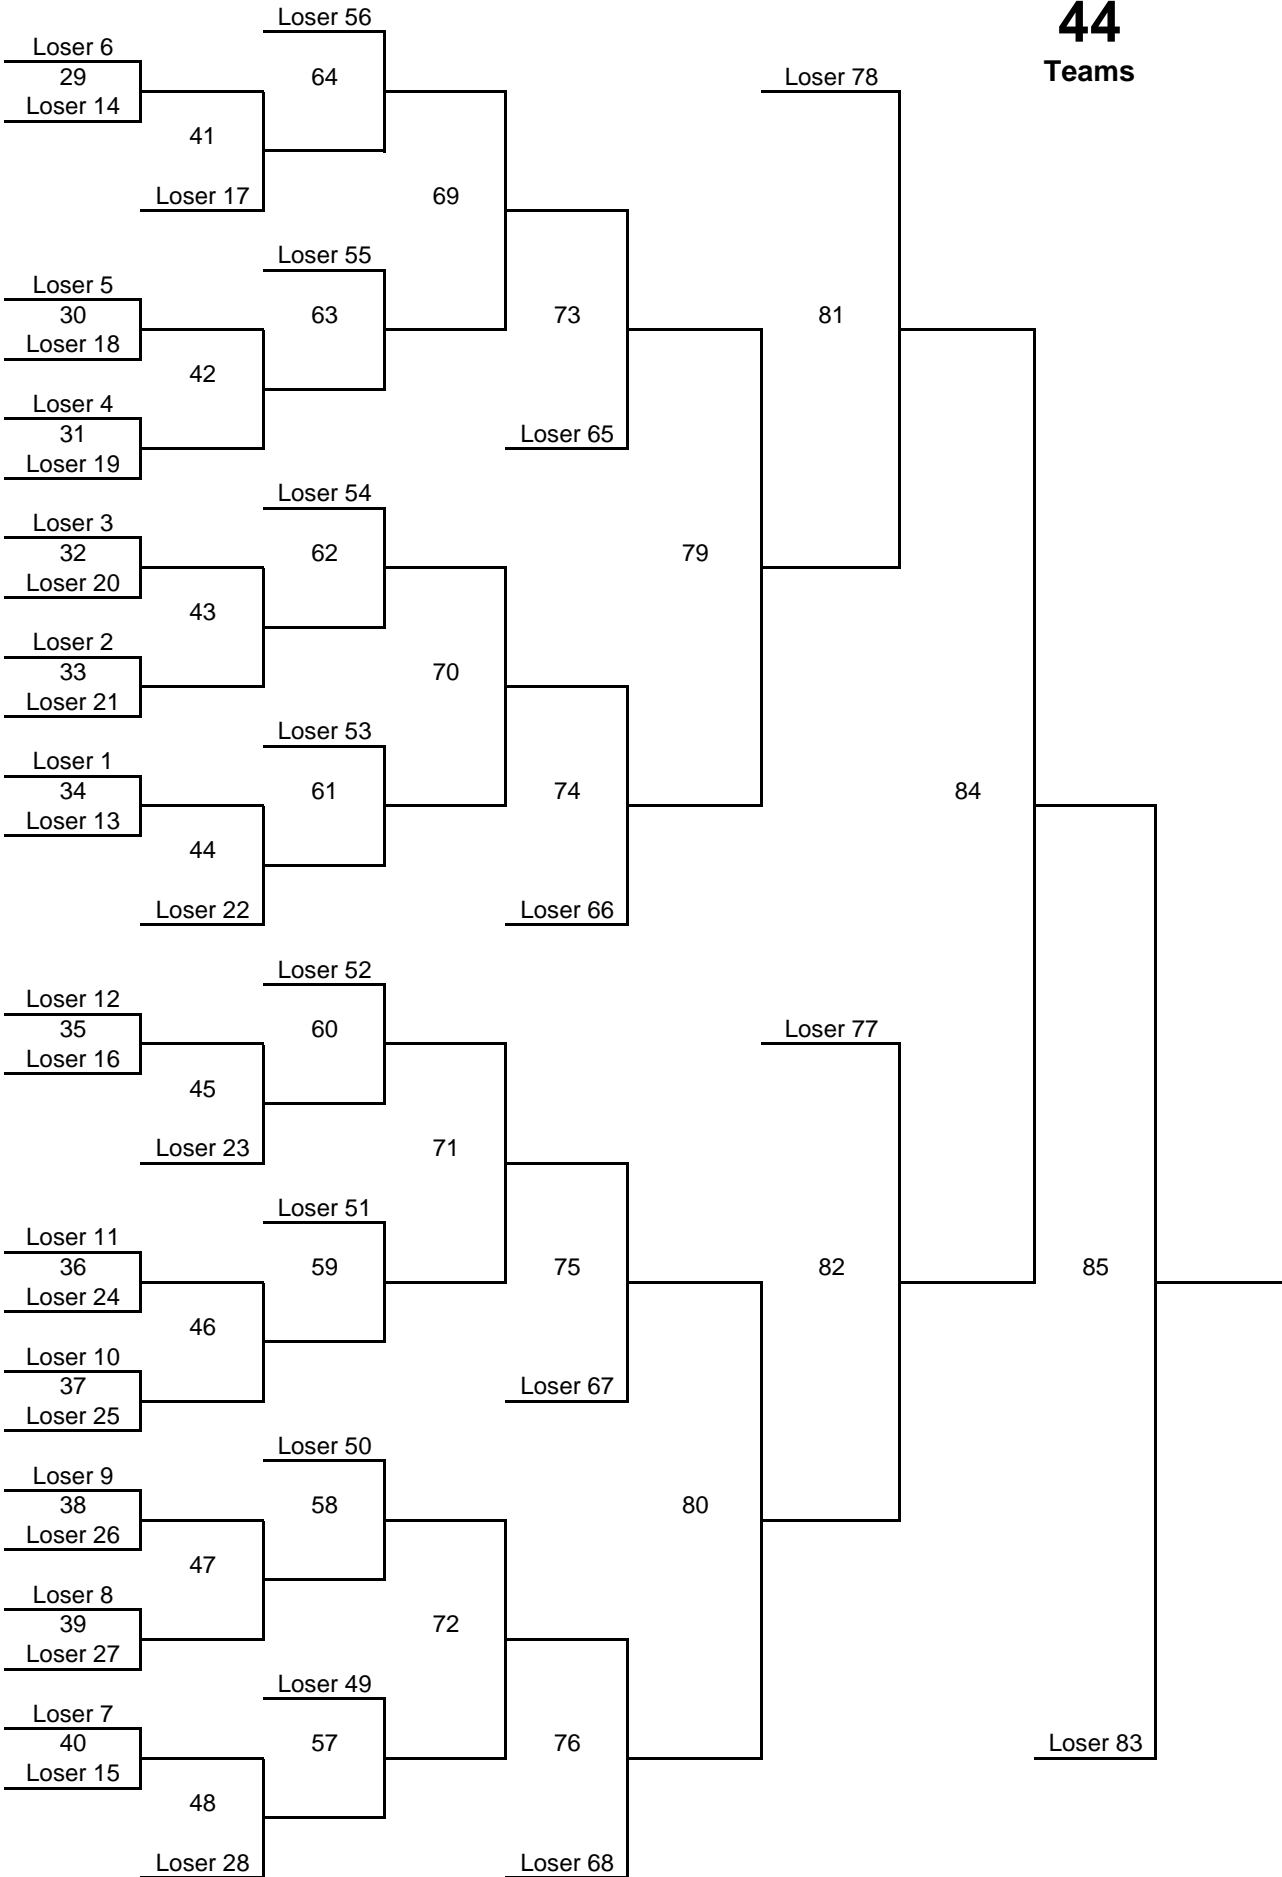 Loser 56
44
Loser 6
29
64
Teams
Loser 78
Loser 14
41
Loser 17
69
Loser 55
Loser 5
30
63
73
81
Loser 18
42
Loser 4
31
Loser 65
Loser 19
Loser 54
Loser 3
32
62
79
Loser 20
43
Loser 2
33
70
Loser 21
Loser 53
Loser 1
34
61
74
84
Loser 13
44
Loser 22
Loser 66
Loser 52
Loser 12
35
60
Loser 77
Loser 16
45
Loser 23
71
Loser 51
Loser 11
36
59
75
82
85
Loser 24
46
Loser 10
37
Loser 67
Loser 25
Loser 50
Loser 9
38
58
80
Loser 26
47
Loser 8
39
72
Loser 27
Loser 49
Loser 7
40
57
76
Loser 83
Loser 15
48
Loser 28
Loser 68